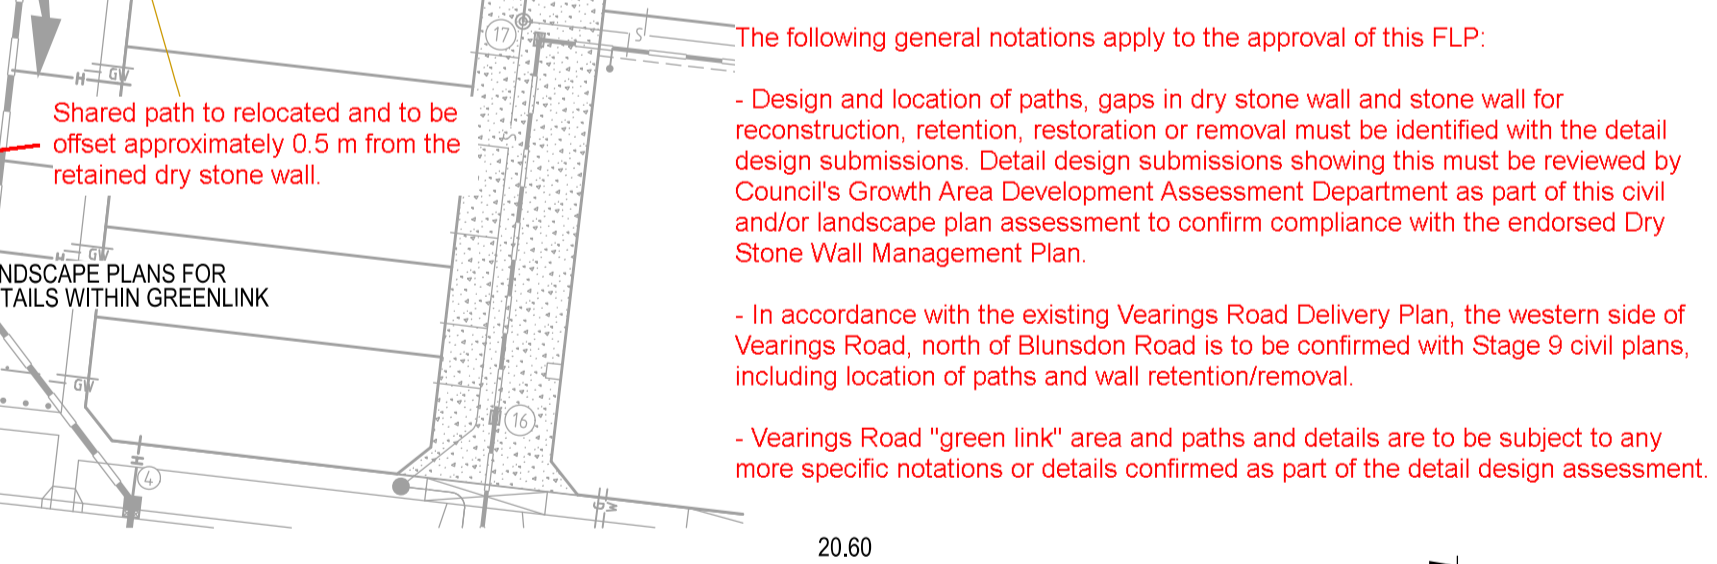 17
S
The following general notations apply to the approval of this FLP:
H
GW
Shared path to relocated and to be
offset approximately 0.5 m from the
retained dry stone wall.
- Design and location of paths, gaps in dry stone wall and stone wall for
reconstruction, retention, restoration or removal must be identified with the detail
design submissions. Detail design submissions showing this must be reviewed by
Council's Growth Area Development Assessment Department as part of this civil
and/or landscape plan assessment to confirm compliance with the endorsed Dry
Stone Wall Management Plan.
S
H
GW
NDSCAPE PLANS FOR
TAILS WITHIN GREENLINK
- In accordance with the existing Vearings Road Delivery Plan, the western side of
Vearings Road, north of Blunsdon Road is to be confirmed with Stage 9 civil plans,
including location of paths and wall retention/removal.
GW
16
- Vearings Road "green link" area and paths and details are to be subject to any
more specific notations or details confirmed as part of the detail design assessment.
H
4
GW
20.60